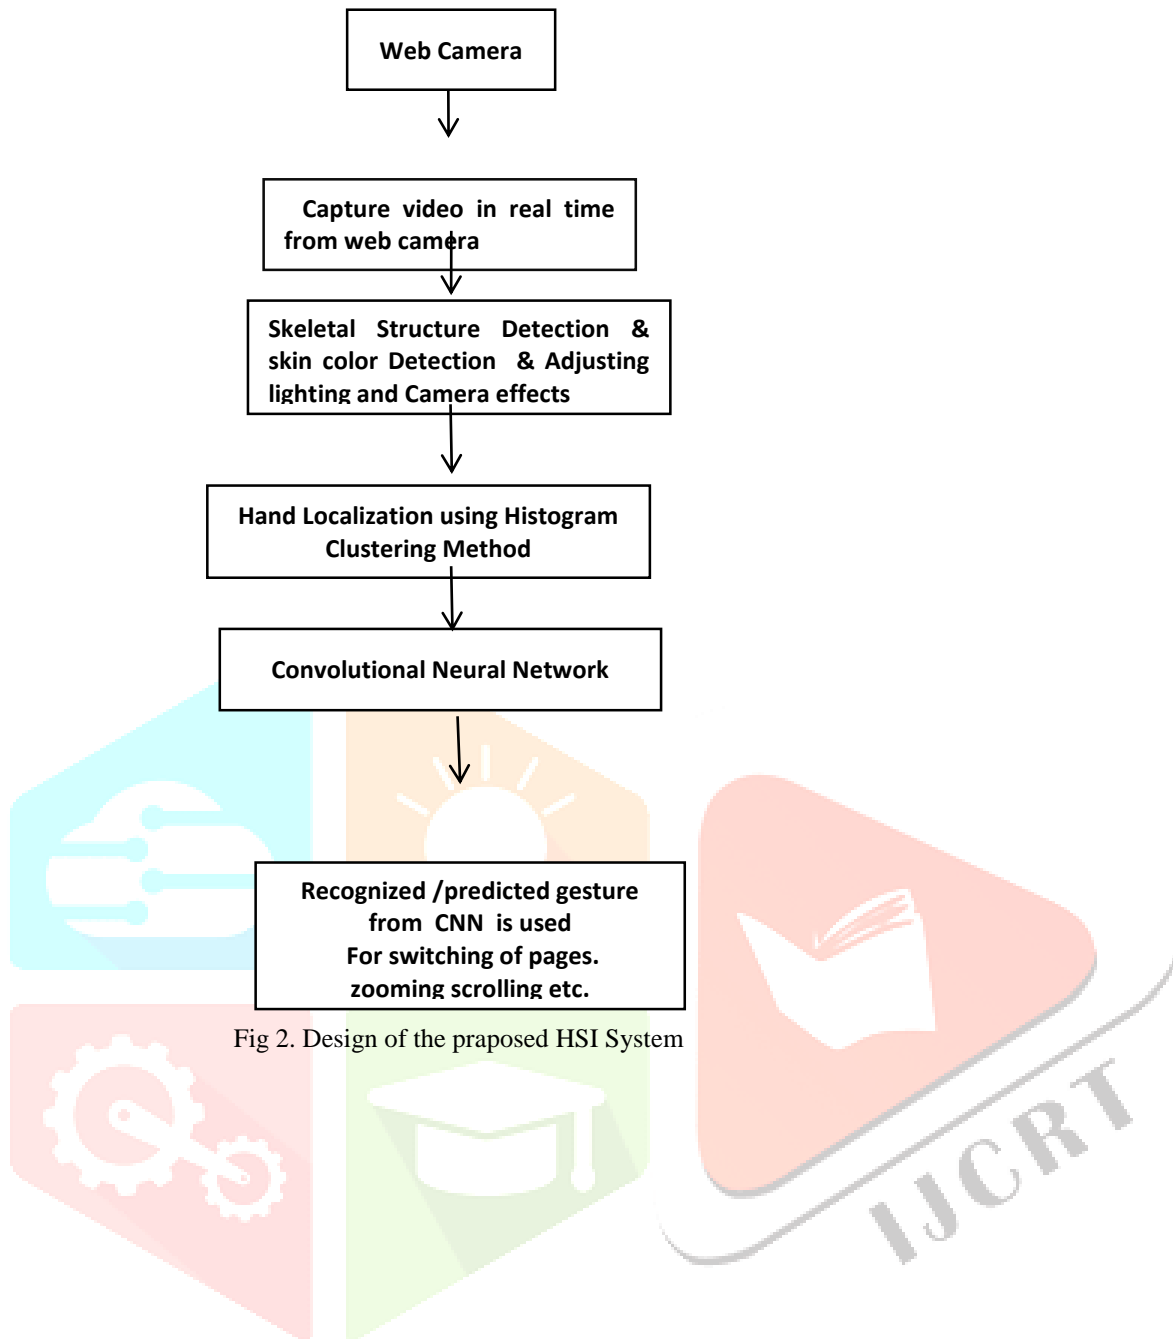 Web Camera
Capture video in real time
from web camera
Skeletal Structure Detection &
skin color Detection & Adjusting
lighting and Camera effects
Hand Localization using Histogram
Clustering Method
Convolutional Neural Network
Recognized /predicted gesture
from CNN is used
For switching of pages.
zooming scrolling etc.
Fig 2. Design of the praposed HSI System
IJCRT